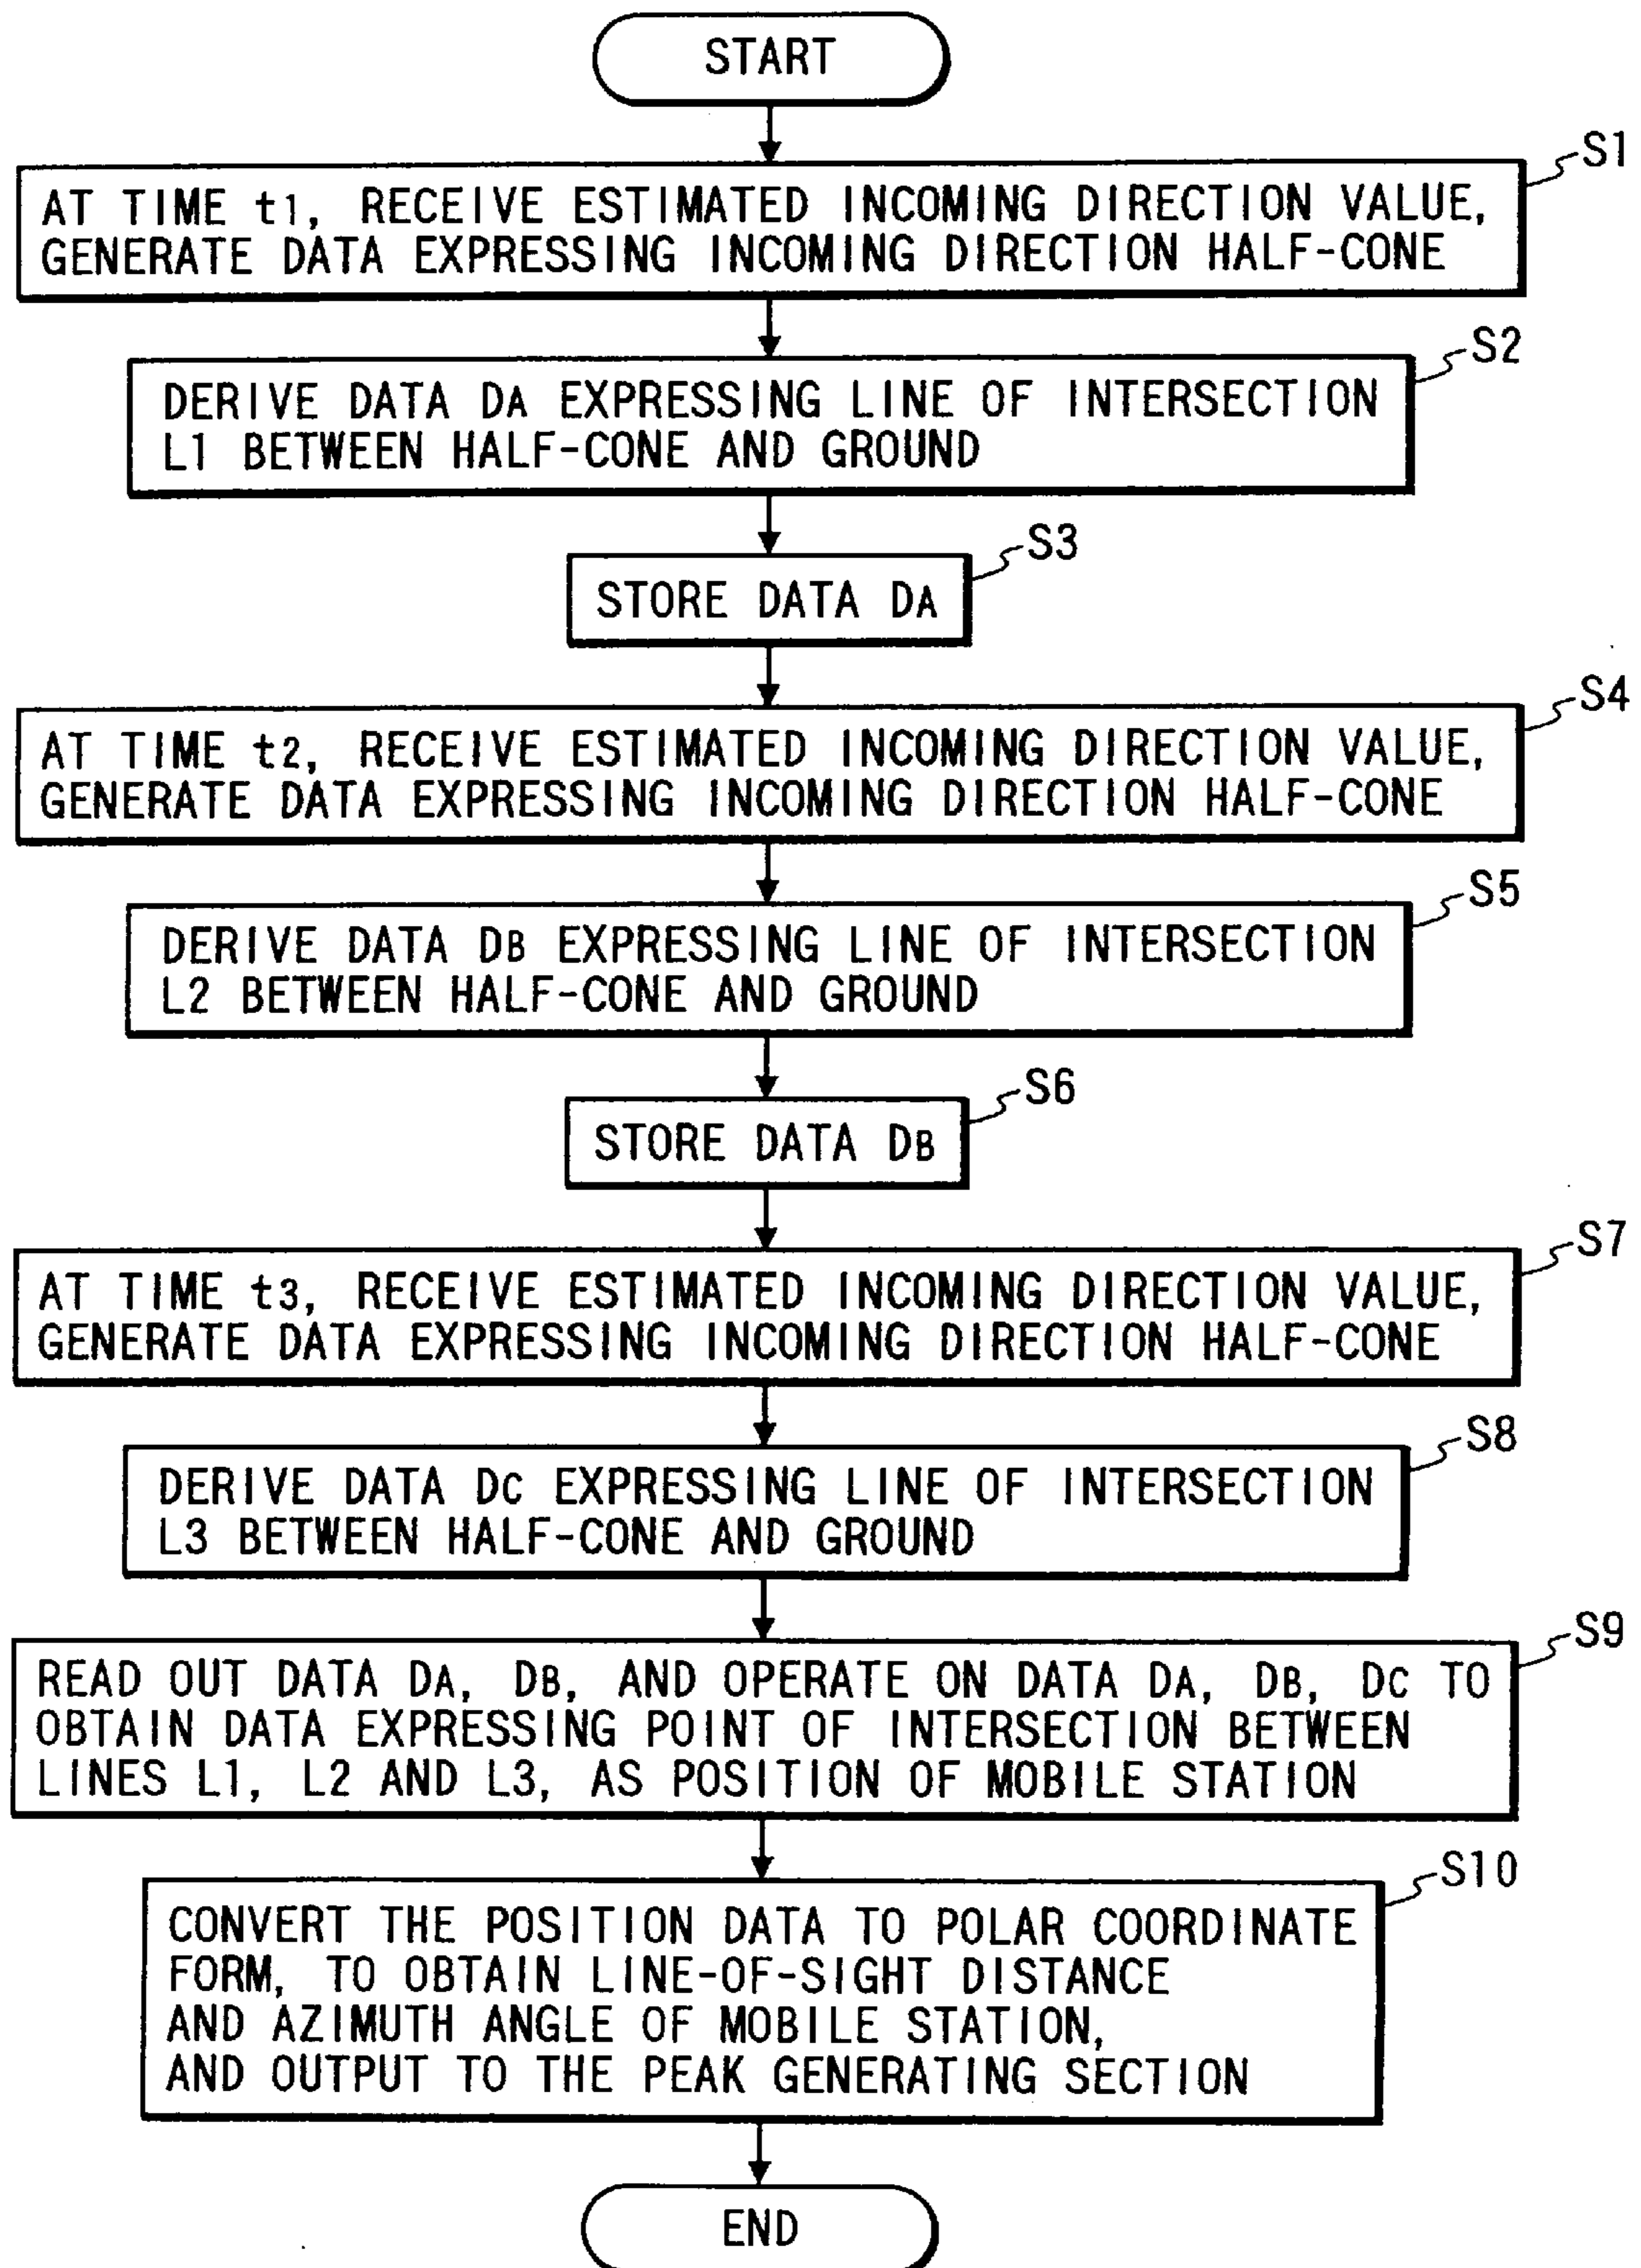 START
S1
AT TIME t1, RECEIVE ESTIMATED INCOMING DIRECTION VALUE,
GENERATE DATA EXPRESSING INCOMING DIRECTION HALF-CONE
S2
DERIVE DATA DA EXPRESSING LINE OF INTERSECTION
L1 BETWEEN HALF-CONE AND GROUND
S3
STORE DATA DA
S4
AT TIME t2, RECEIVE ESTIMATED INCOMING DIRECTION VALUE,
GENERATE DATA EXPRESSING INCOMING DIRECTION HALF-CONE
S5
DERIVE DATA DB EXPRESSING LINE OF INTERSECTION
L2 BETWEEN HALF-CONE AND GROUND
S6
STORE DATA DB
S7
AT TIME t3, RECEIVE ESTIMATED INCOMING DIRECTION VALUE,
GENERATE DATA EXPRESSING INCOMING DIRECTION HALF-CONE
S8
DERIVE DATA DC EXPRESSING LINE OF INTERSECTION
L3 BETWEEN HALF-CONE AND GROUND
S9
READ OUT DATA DA, DB, AND OPERATE ON DATA DA, DB, DC TO
OBTAIN DATA EXPRESSING POINT OF INTERSECTION BETWEEN
LINES L1, L2 AND L3, AS POSITION OF MOBILE STATION
S10
CONVERT THE POSITION DATA TO POLAR COORDINATE
FORM, TO OBTAIN LINE-OF-SIGHT DISTANCE
AND AZIMUTH ANGLE OF MOBILE STATION,
AND OUTPUT TO THE PEAK GENERATING SECTION
END